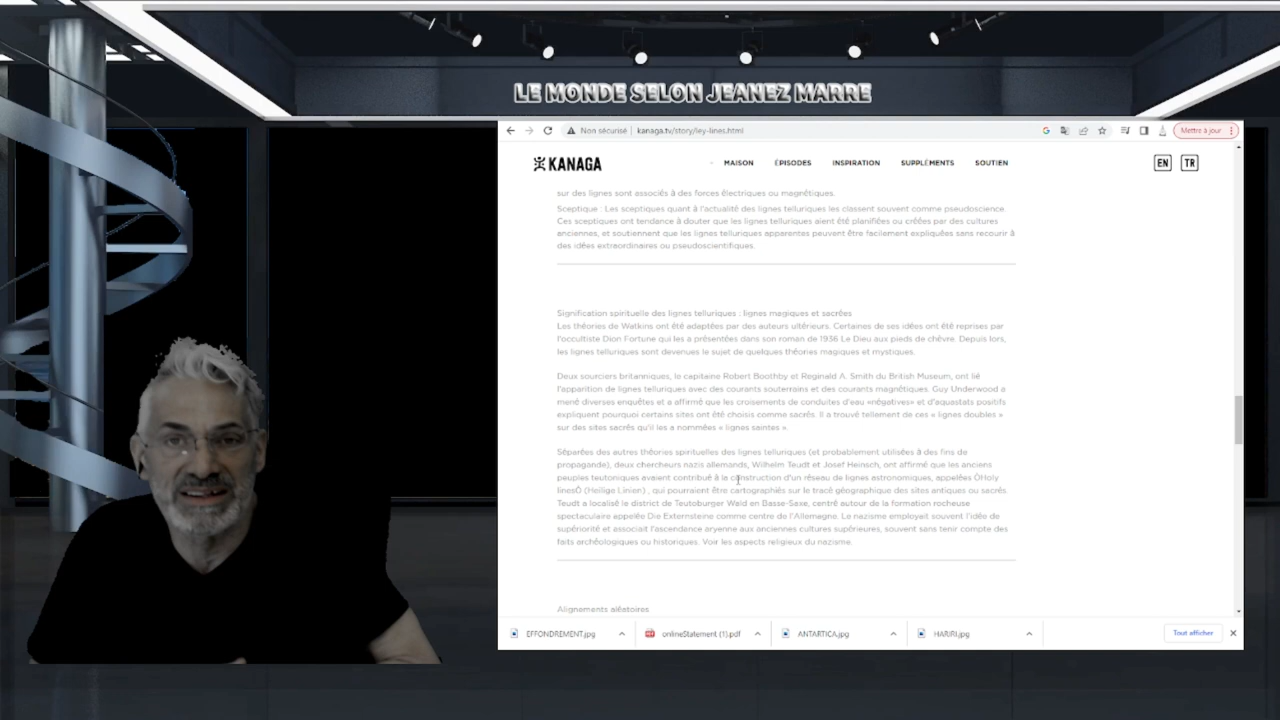 LE MONDE SELON JEANEZ MARRE
Non sécurisé | kanaga.tv/story/ley-lines.html
Mettre à jour
KANAGA
MAISON ÉPISODES INSPIRATION SUPPLÉMENTS SOUTIEN
EN TR
sur des lignes sont associés à des forces électriques ou magnétiques.
Sceptique : Les sceptiques quant à l'actualité des lignes telluriques les classent souvent comme pseudoscience.
Ces sceptiques ont tendance à douter que les lignes telluriques aient été planifiées ou créées par des cultures
anciennes, et soutiennent que les lignes telluriques apparentes peuvent être facilement expliquées sans recourir à
des idées extraordinaires ou pseudoscientifiques.
Signification spirituelle des lignes telluriques : lignes magiques et sacrées
Les théories de Watkins ont été adaptées par des auteurs ultérieurs. Certaines de ses idées ont été reprises par
l'occultiste Dion Fortune qui les a présentées dans son roman de 1936 Le Dieu aux pieds de chèvre. Depuis lors,
les lignes telluriques sont devenues le sujet de quelques théories magiques et mystiques.
Deux sourciers britanniques, le capitaine Robert Boothby et Reginald A. Smith du British Museum, ont lié
l'apparition de lignes telluriques avec des courants souterrains et des courants magnétiques. Guy Underwood a
mené diverses enquêtes et a affirmé que les croisements de conduites d'eau «négatives» et d'aquastats positifs
expliquent pourquoi certains sites ont été choisis comme sacrés. Il a trouvé tellement de ces « lignes doubles »
sur des sites sacrés qu'il les a nommées « lignes saintes ».
Séparées des autres théories spirituelles des lignes telluriques (et probablement utilisées à des fins de
propagande), deux chercheurs nazis allemands, Wilhelm Teudt et Josef Heinsch, ont affirmé que les anciens
peuples teutoniques avaient contribué à la construction d'un réseau de lignes astronomiques, appelées ÒHoly
linesÓ (Heilige Linien) , qui pourraient être cartographiés sur le tracé géographique des sites antiques ou sacrés.
Teudt a localisé le district de Teutoburger Wald en Basse-Saxe, centré autour de la formation rocheuse
spectaculaire appelée Die Externsteine comme centre de l'Allemagne. Le nazisme employait souvent l'idée de
supériorité et associait l'ascendance aryenne aux anciennes cultures supérieures, souvent sans tenir compte des
faits archéologiques ou historiques. Voir les aspects religieux du nazisme.
Alignements aléatoires
EFFONDREMENT.jpg onlineStatement (1).pdf ANTARTICA.jpg HARIRI.jpg Tout afficher